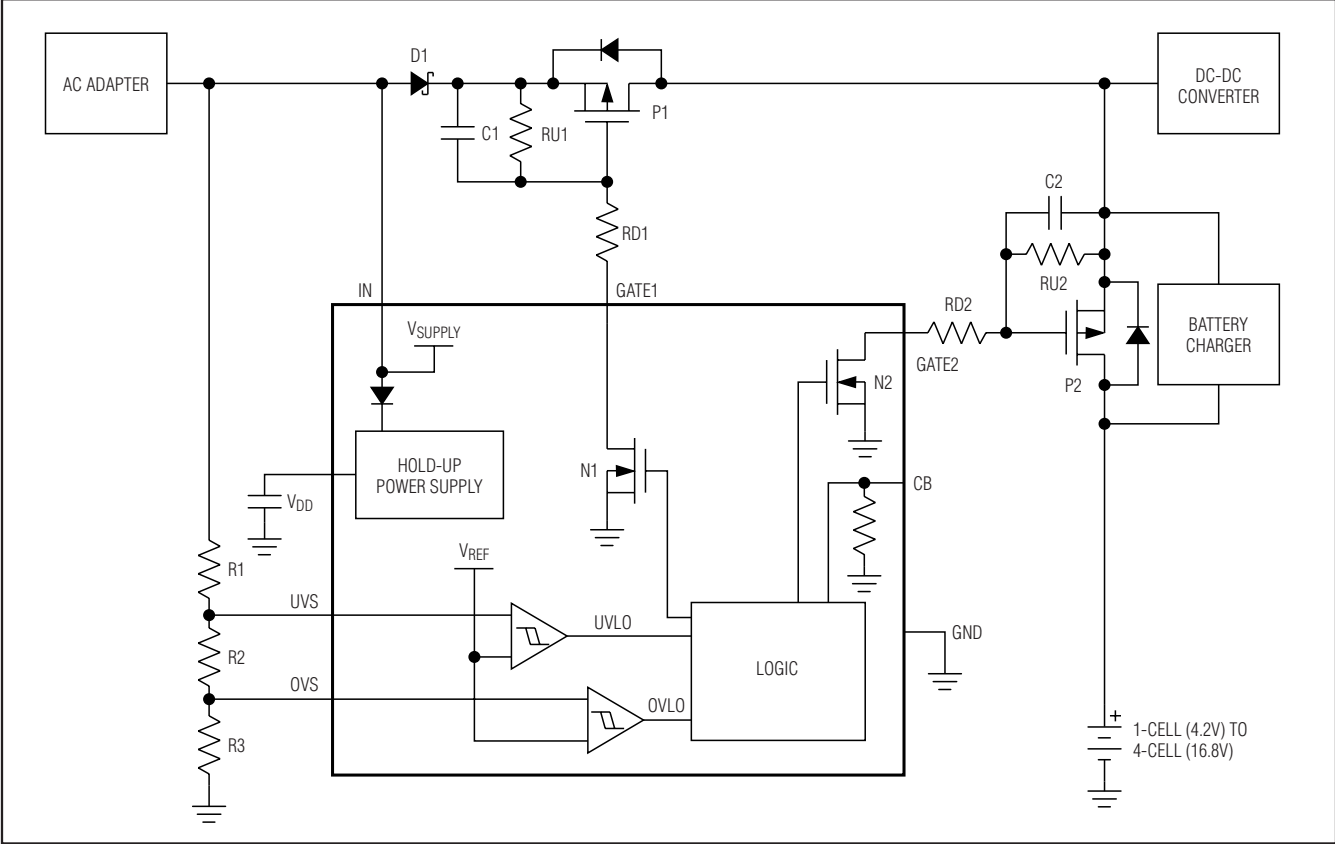 AC ADAPTER
D1
C1
RU1
P1
DC-DC
CONVERTER
RD1
C2
RU2
IN
GATE1
RD2
BATTERY
CHARGER
VSUPPLY
GATE2
N2
P2
HOLD-UP
POWER SUPPLY
N1
CB
VDD
VREF
R1
UVS
UVLO
GND
R2
LOGIC
OVS
OVLO
R3
+
1-CELL (4.2V) TO
4-CELL (16.8V)